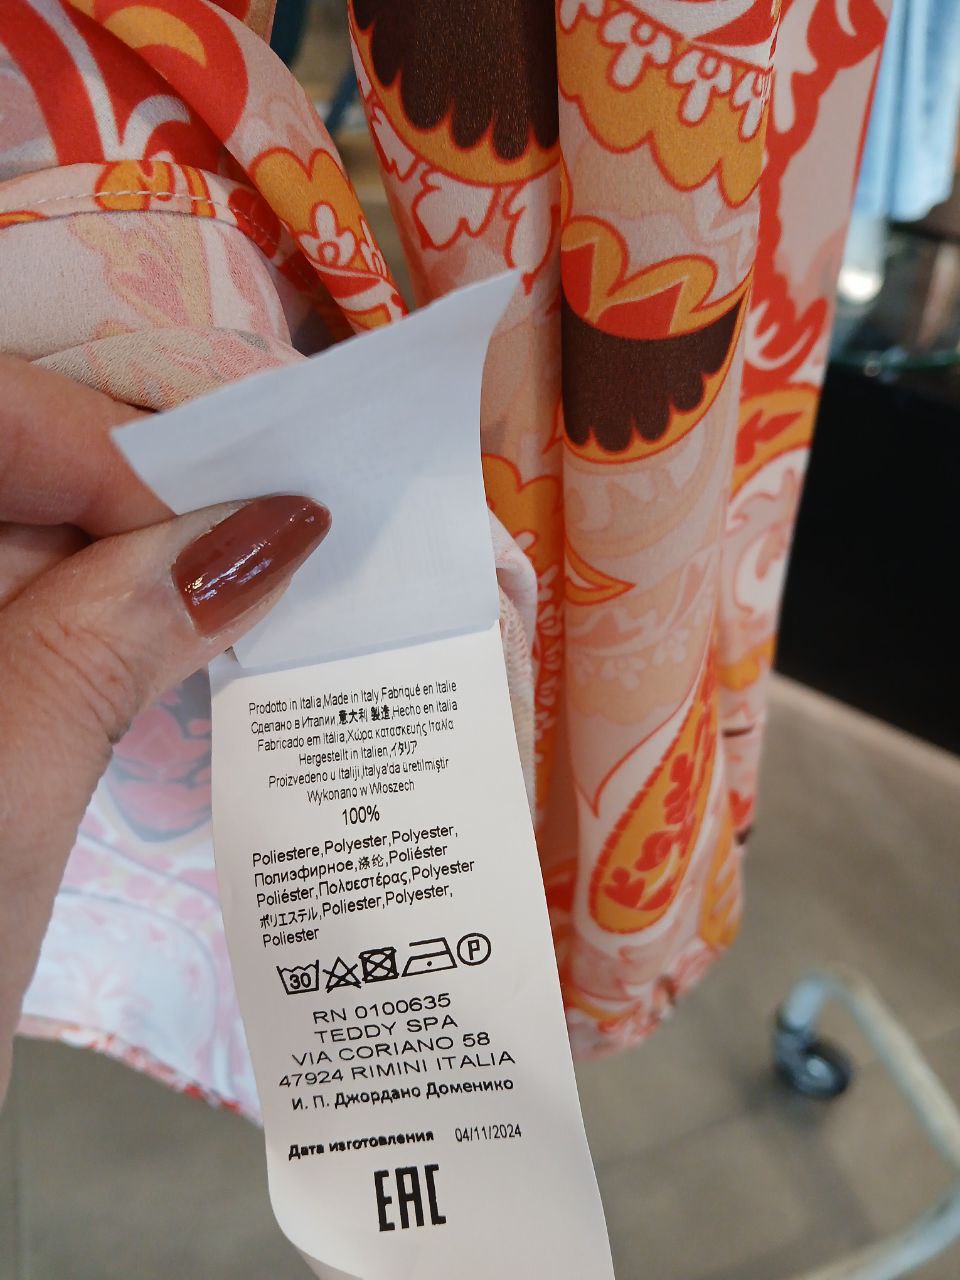 Prodotto in Italia,Made in Italy,Fabriqué en Italie
Сделано в Италии,意大利 製造,Hecho en Italia
Fabricado em Itália,Χώρα κατασκευής Ιταλία
Hergestellt in Italien,イタリア
Proizvedeno u Italiji,Italya'da üretilmiştir
Wykonano w Włoszech
100%
Poliestere,Polyester,Polyester,
Полиэфирное,涤纶,Poliéster
Poliéster,Πολυεστέρας,Polyester
ポリエステル,Poliester,Polyester,
Poliester
30 P
RN 0100635
TEDDY SPA
VIA CORIANO 58
47924 RIMINI ITALIA
И. П. Джордано Доменико
Дата изготовления 04/11/2024
EAC